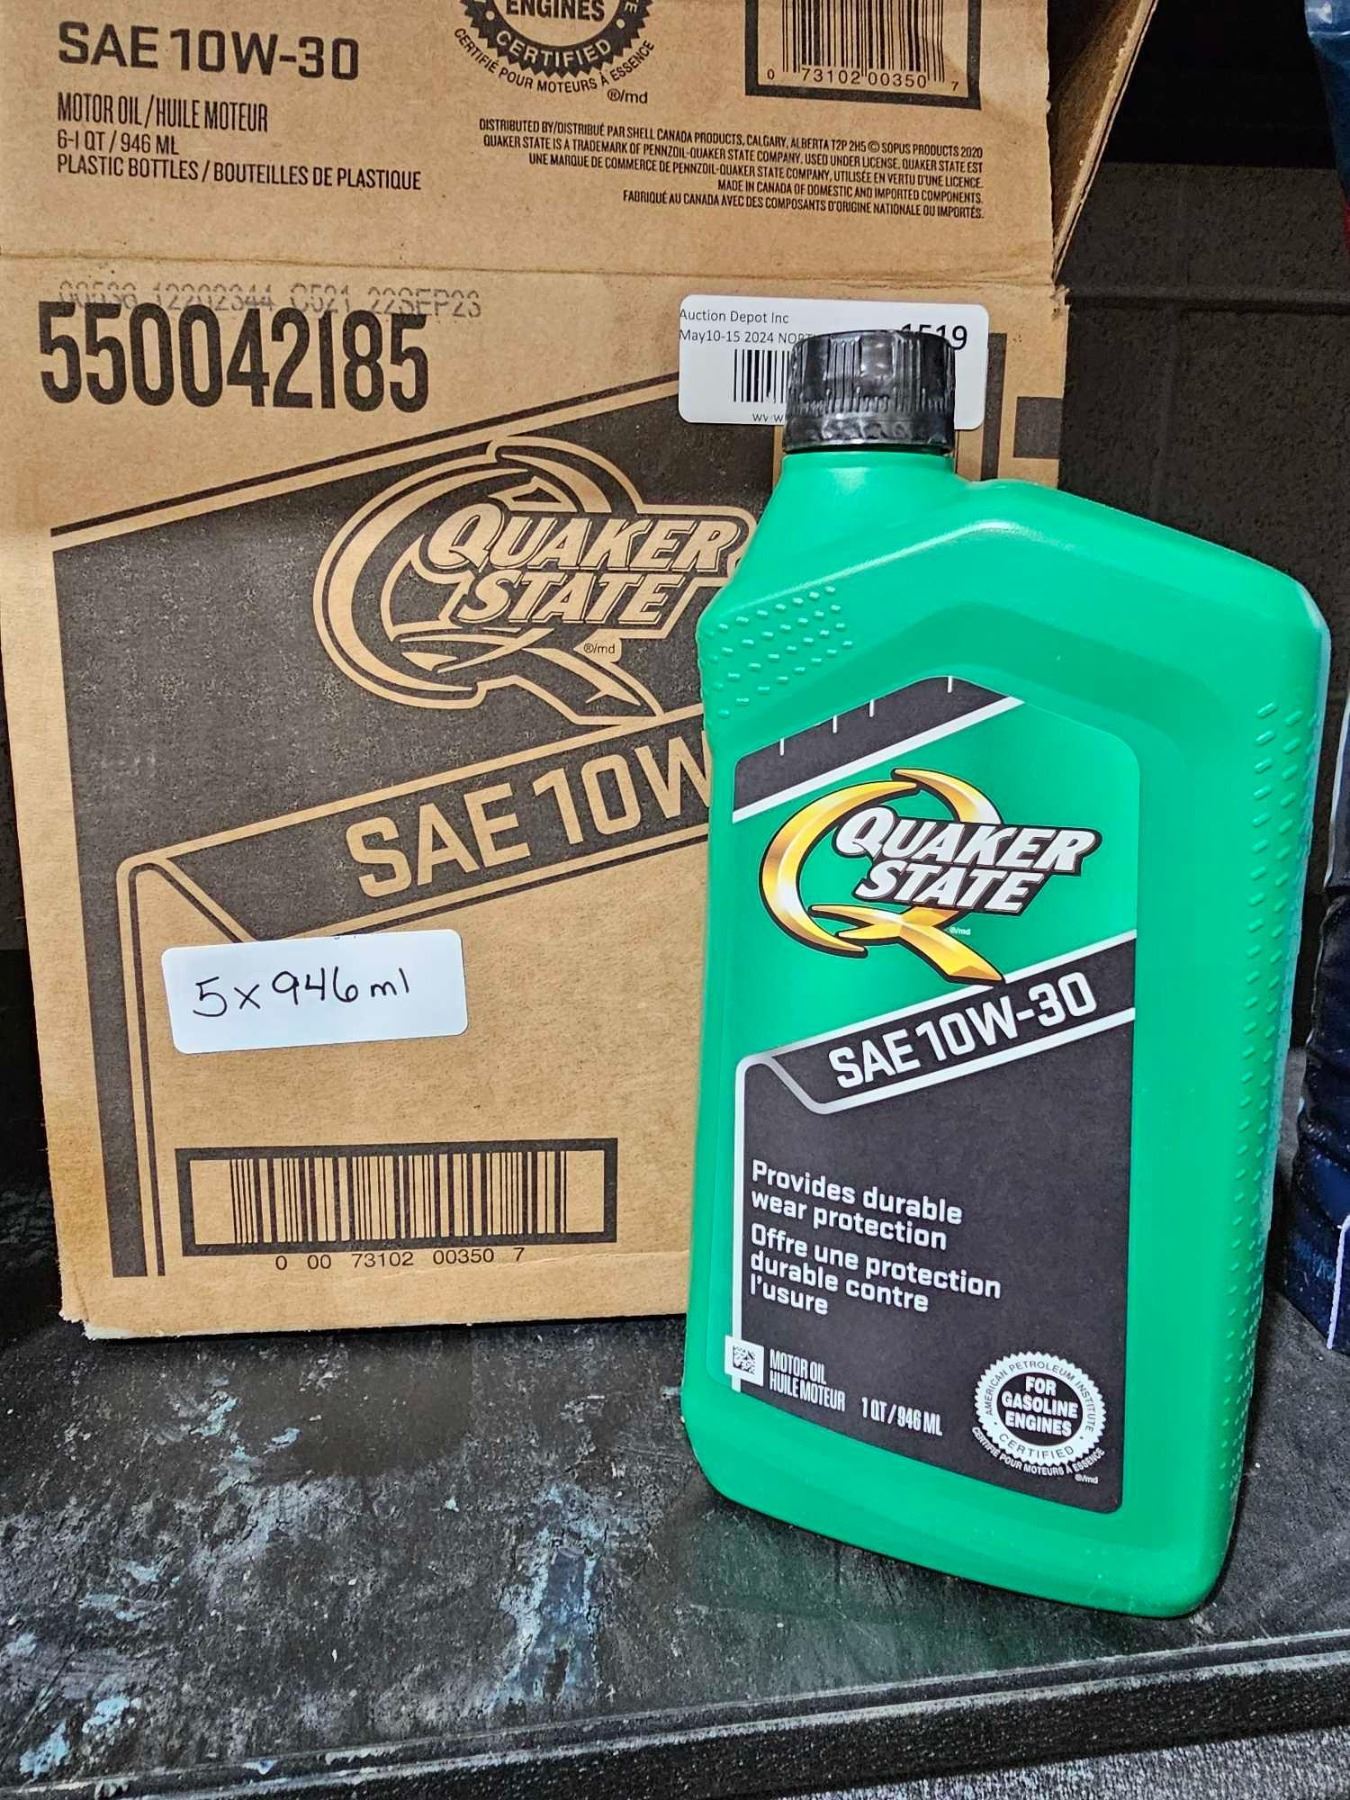 SAE 10W-30
MOTOR OIL/HUILE MOTEUR
6-1 QT / 946 ML
PLASTIC BOTTLES / BOUTEILLES DE PLASTIQUE
ENGINES
CERTIFIED
CERTIFIÉ POUR MOTEURS À ESSENCE
®/md
0 73102 00350 7
DISTRIBUTED BY/DISTRIBUÉ PAR SHELL CANADA PRODUCTS, CALGARY, ALBERTA T2P 2H5 © SOPUS PRODUCTS 2020
QUAKER STATE IS A TRADEMARK OF PENNZOIL-QUAKER STATE COMPANY, USED UNDER LICENSE. QUAKER STATE EST
UNE MARQUE DE COMMERCE DE PENNZOIL-QUAKER STATE COMPANY, UTILISÉE EN VERTU D'UNE LICENCE.
MADE IN CANADA OF DOMESTIC AND IMPORTED COMPONENTS.
FABRIQUÉ AU CANADA AVEC DES COMPOSANTS D'ORIGINE NATIONALE OU IMPORTÉS.
00536 12202344 C521 22SEP23
550042185
Auction Depot Inc
May10-15 2024
1519
QUAKER
STATE
®/md
SAE 10W
5x946ml
0 00 73102 00350 7
QUAKER
STATE
®/md
SAE 10W-30
Provides durable
wear protection
Offre une protection
durable contre
l'usure
MOTOR OIL
HUILE MOTEUR
1 QT / 946 ML
AMERICAN PETROLEUM INSTITUTE
FOR
GASOLINE
ENGINES
CERTIFIED
CERTIFIÉ POUR MOTEURS À ESSENCE
®/md